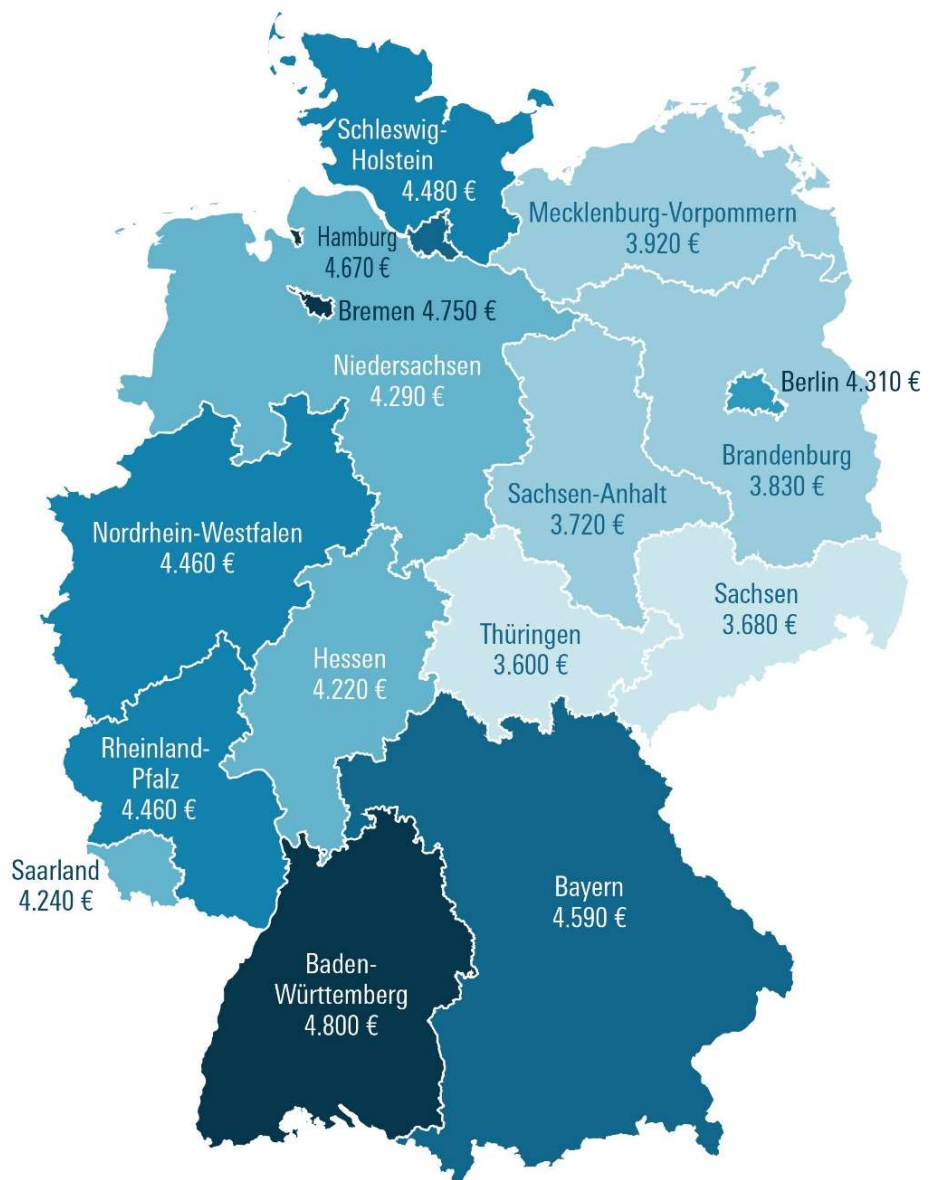 Schleswig-
Holstein
4.480 €
Mecklenburg-Vorpommern
3.920 €
Hamburg
4.670 €
Bremen 4.750 €
Niedersachsen
4.290 €
Berlin 4.310 €
Brandenburg
3.830 €
Sachsen-Anhalt
3.720 €
Nordrhein-Westfalen
4.460 €
Sachsen
3.680 €
Thüringen
3.600 €
Hessen
4.220 €
Rheinland-
Pfalz
4.460 €
Saarland
4.240 €
Bayern
4.590 €
Baden-
Württemberg
4.800 €